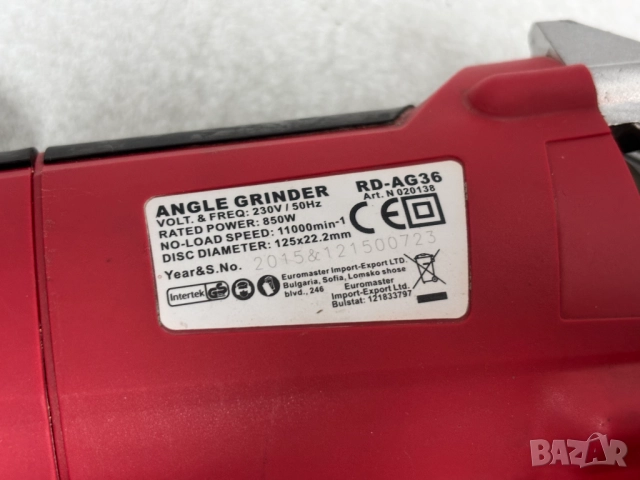 ANGLE GRINDER RD-AG36
VOLT. & FREQ: 230V / 50Hz Art. N 020138
RATED POWER: 850W
NO-LOAD SPEED: 11000min-1
DISC DIAMETER: 125x22.2mm
Year&S.No. 2015&121500723
Intertek GS
Euromaster Import-Export LTD.
Bulgaria, Sofia, Lomsko shose
blvd., 246
Euromaster
Import-Export Ltd.
Bulstat: 121833797
CE
BAZAR